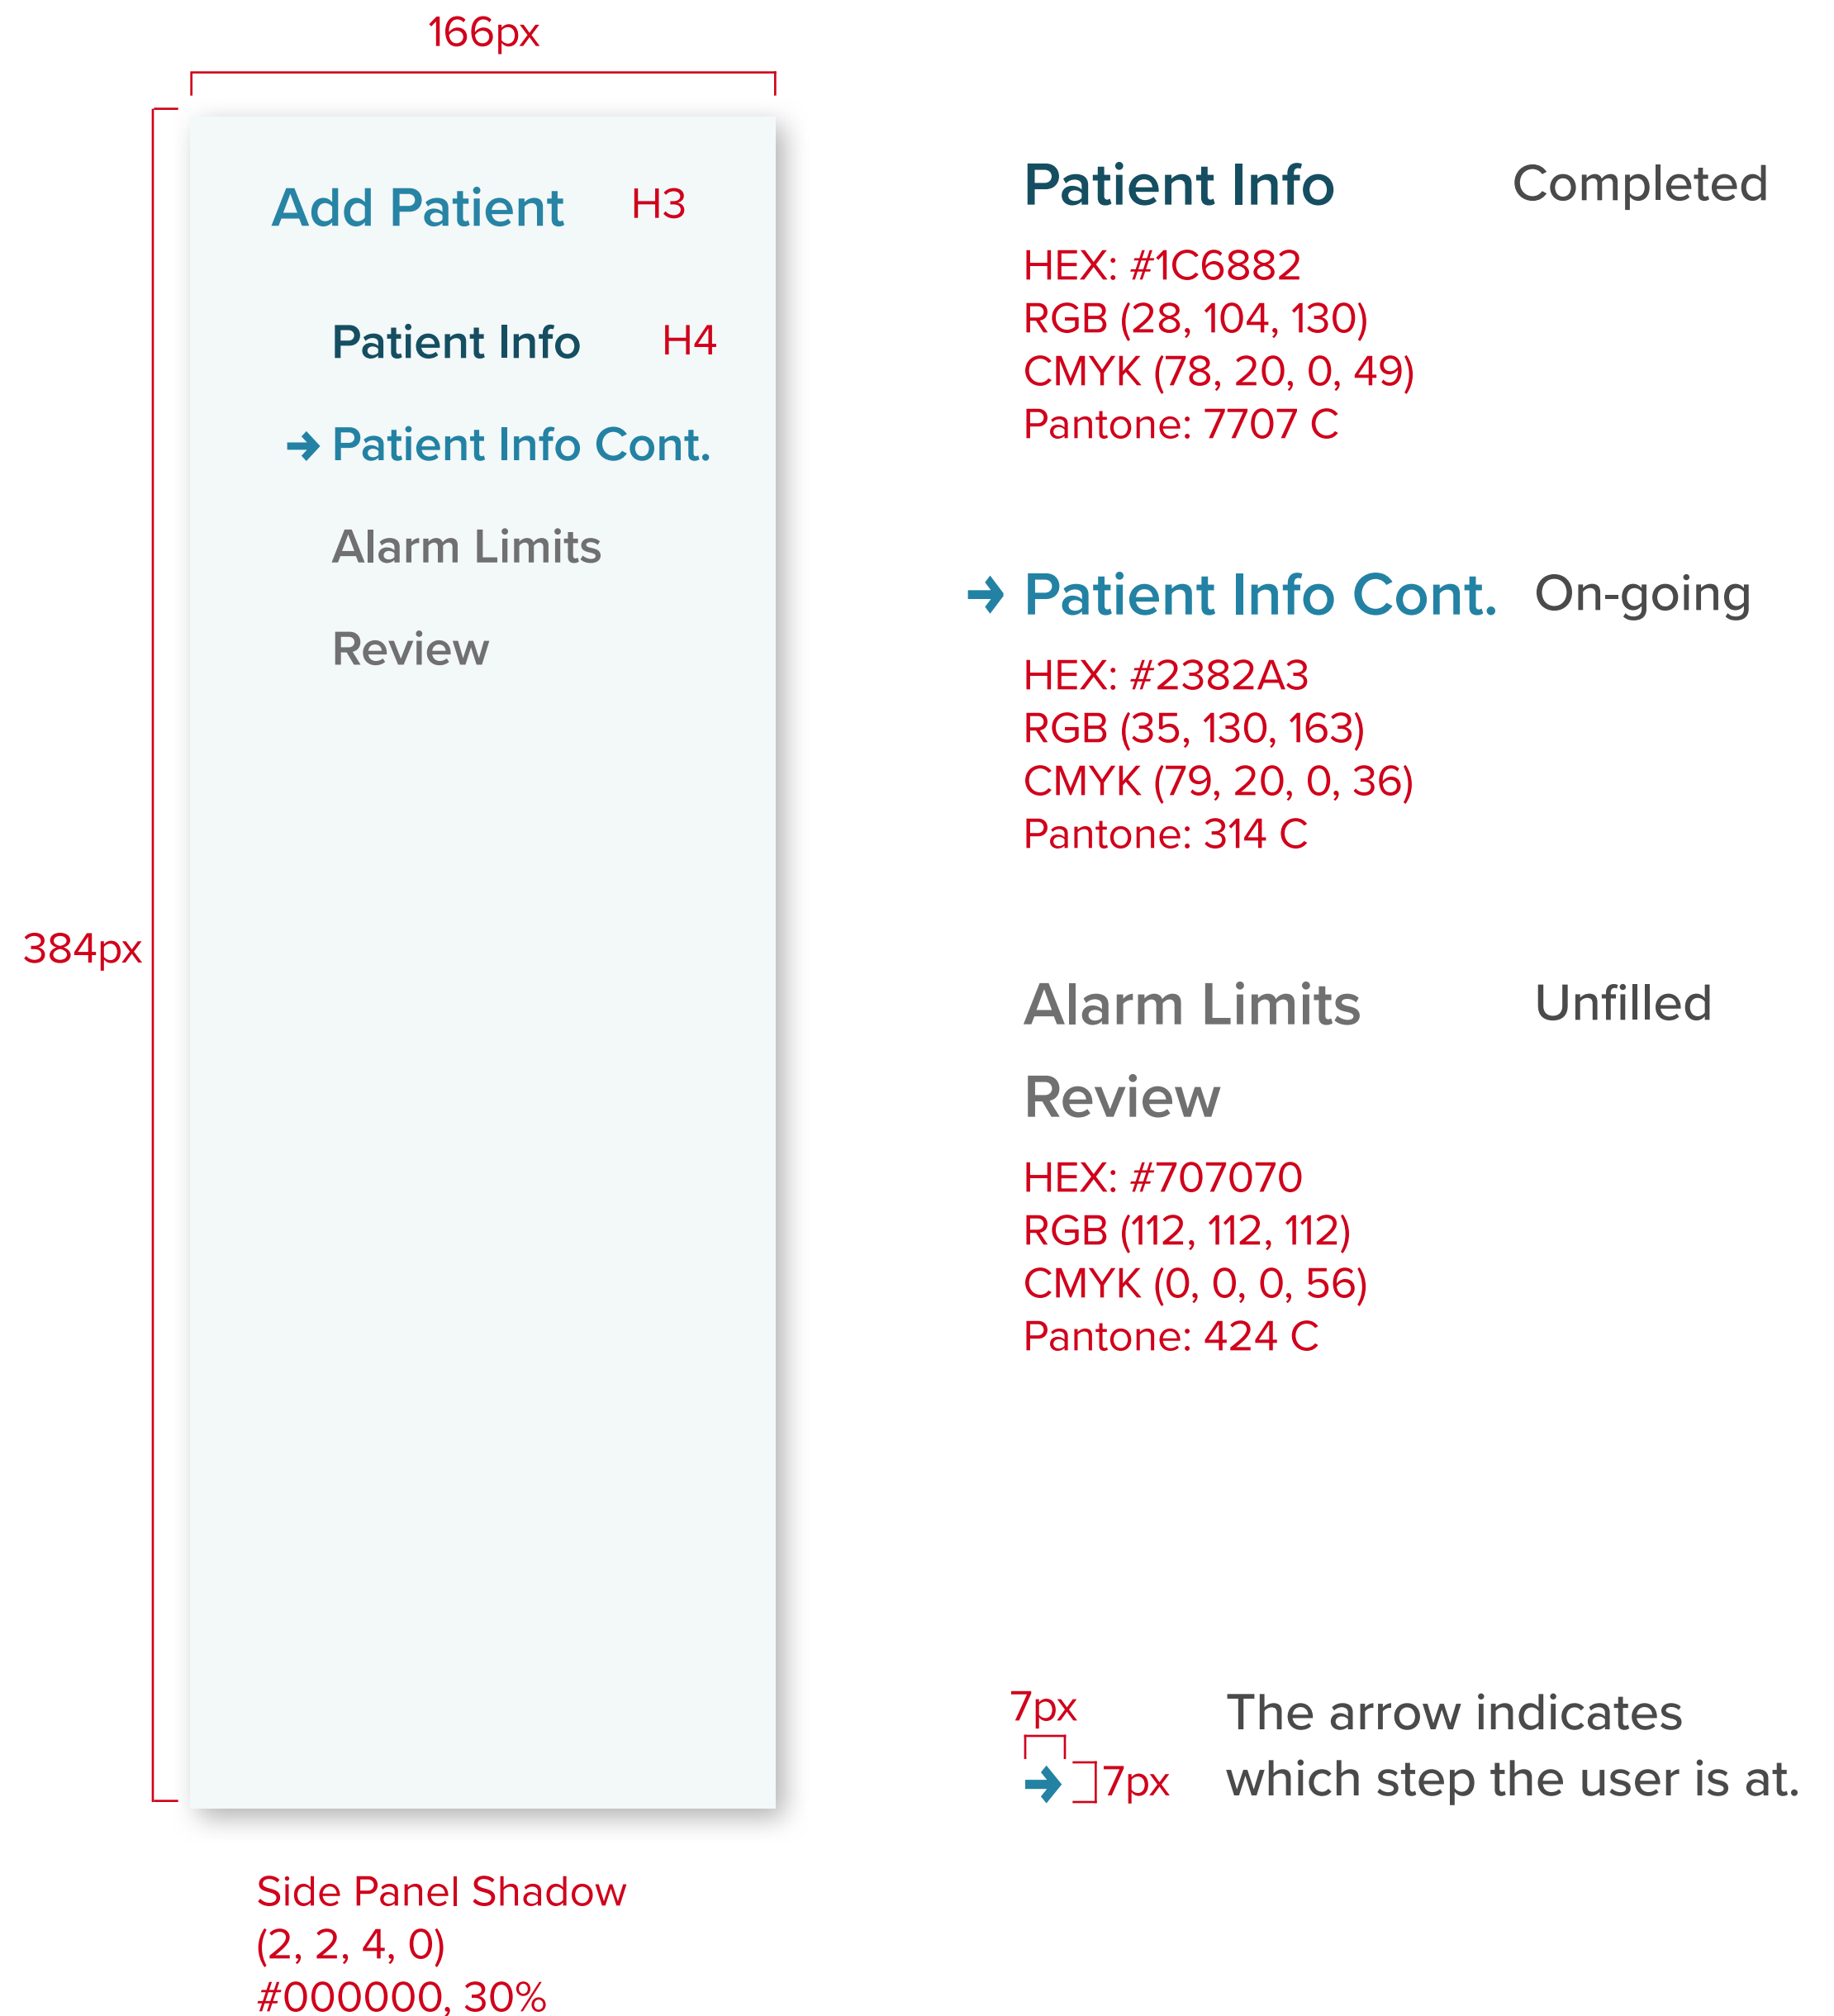 166px
Add Patient H3
Patient Info H4
Patient Info Cont.
Alarm Limits
Review
384px
Side Panel Shadow
(2, 2, 4, 0)
#000000, 30%
Patient Info Completed
HEX: #1C6882
RGB (28, 104, 130)
CMYK (78, 20, 0, 49)
Pantone: 7707 C
Patient Info Cont. On-going
HEX: #2382A3
RGB (35, 130, 163)
CMYK (79, 20, 0, 36)
Pantone: 314 C
Alarm Limits Unfilled
Review
HEX: #707070
RGB (112, 112, 112)
CMYK (0, 0, 0, 56)
Pantone: 424 C
7px
7px
The arrow indicates
which step the user is at.